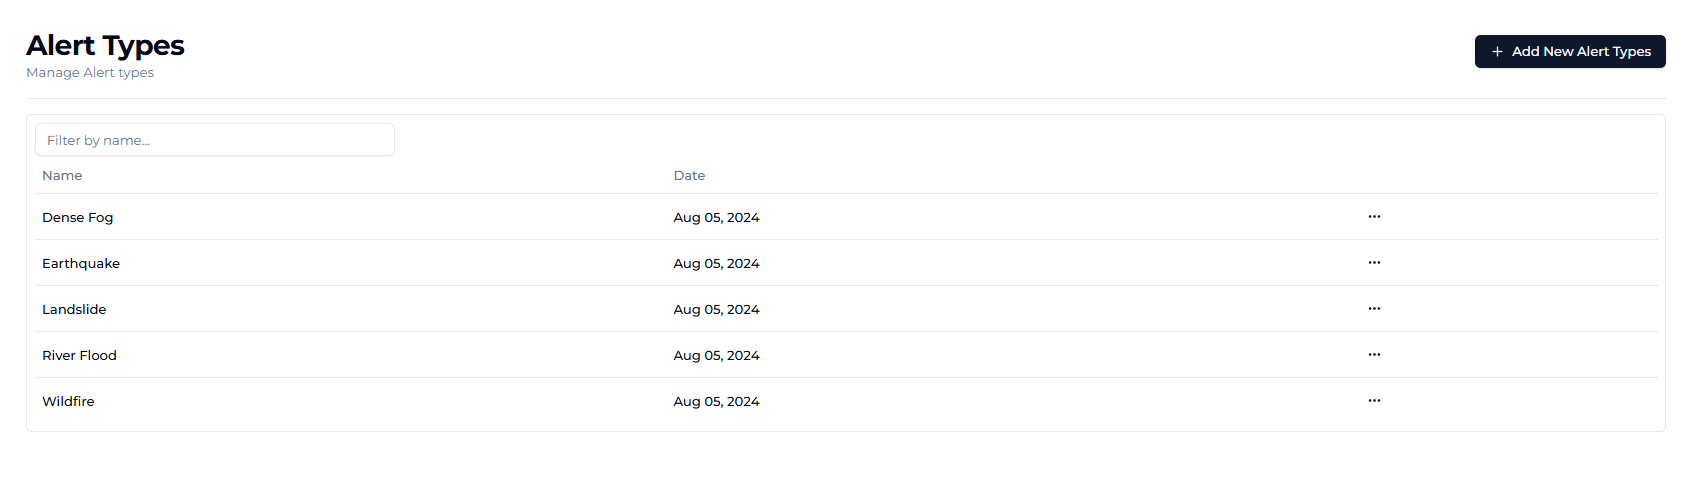 Alert Types
Manage Alert types
+ Add New Alert Types
Filter by name...
Name Date
Dense Fog Aug 05, 2024 ...
Earthquake Aug 05, 2024 ...
Landslide Aug 05, 2024 ...
River Flood Aug 05, 2024 ...
Wildfire Aug 05, 2024 ...